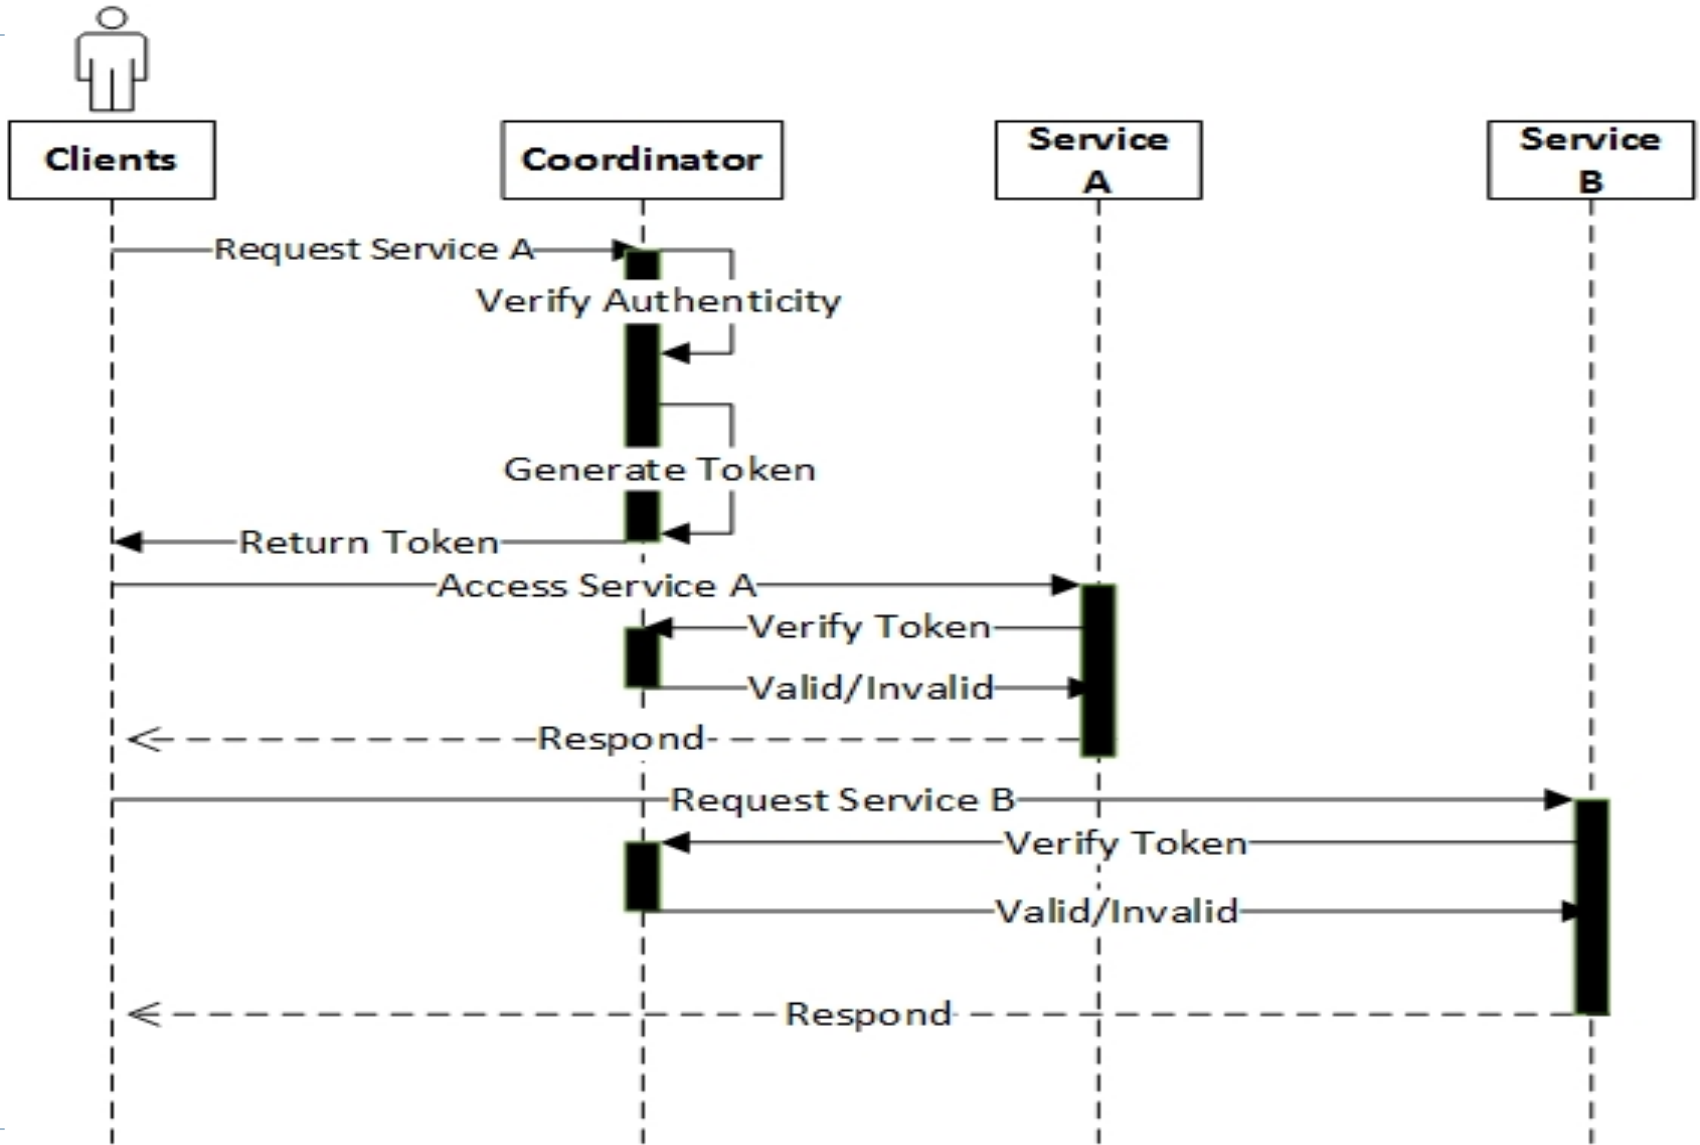 Clients
Coordinator
Service
A
Service
B
Request Service A
Verify Authenticity
Generate Token
Return Token
Access Service A
Verify Token
Valid/Invalid
Respond
Request Service B
Verify Token
Valid/Invalid
Respond